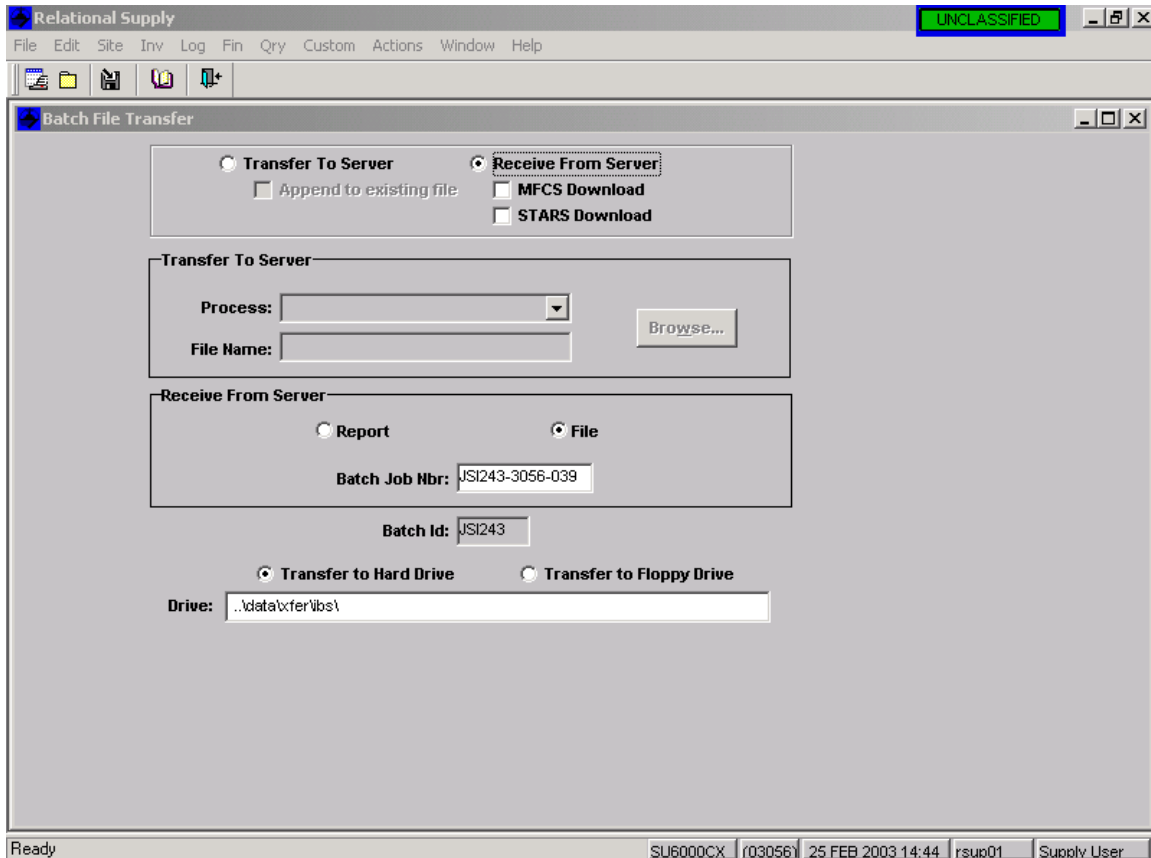 Relational Supply UNCLASSIFIED
File Edit Site Inv Log Fin Qry Custom Actions Window Help
Batch File Transfer
Transfer To Server Receive From Server
Append to existing file MFCS Download
STARS Download
Transfer To Server
Process:
Browse...
File Name:
Receive From Server
Report File
Batch Job Nbr: JSI243-3056-039
Batch Id: JSI243
Transfer to Hard Drive Transfer to Floppy Drive
Drive: ..\data\xfer\ibs\
Ready SU6000CX (03056) 25 FEB 2003 14:44 rsup01 Supply User